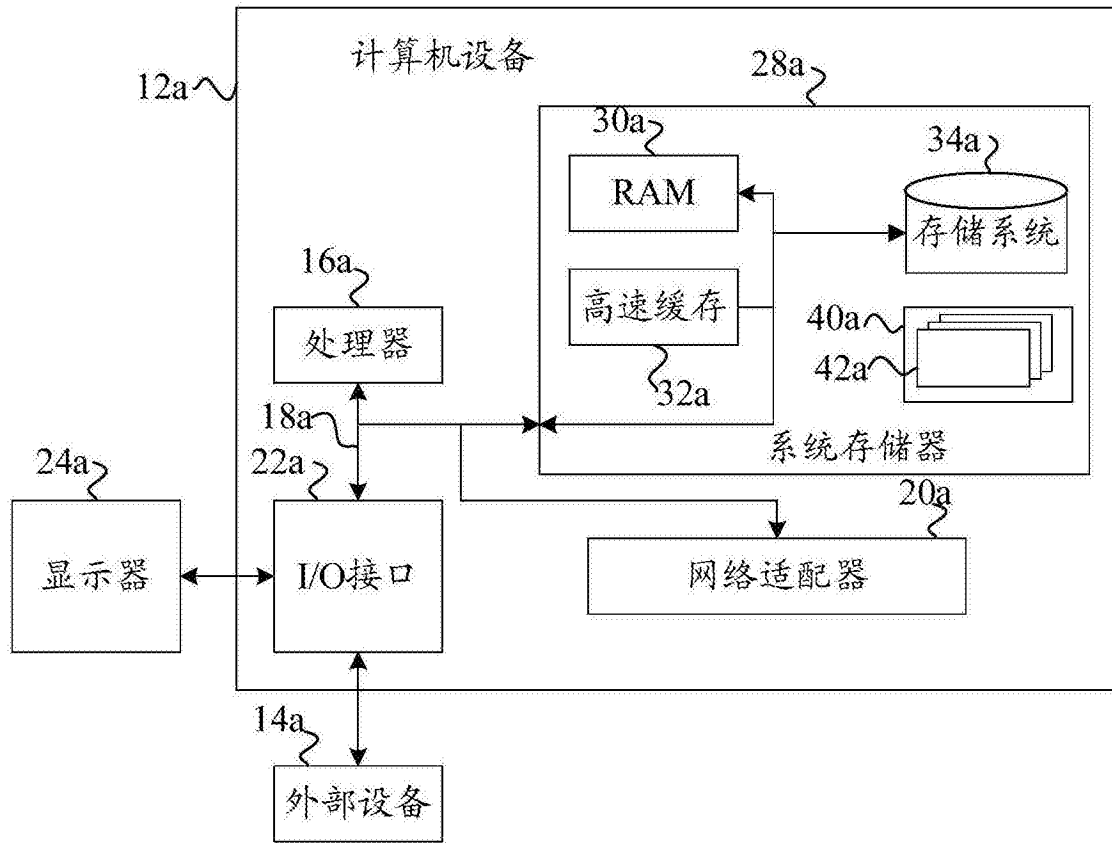 计算机设备
12a
28a
30a
34a
RAM
存储系统
16a
高速缓存
40a
处理器
42a
32a
18a
系统存储器
24a
22a
20a
显示器
I/O接口
网络适配器
14a
外部设备